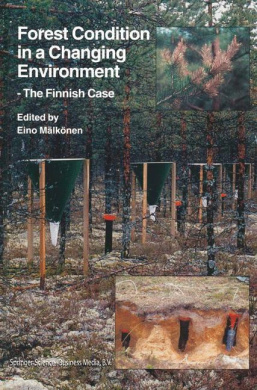 Forest Condition
in a Changing
Environment
- The Finnish Case
Edited by
Eino Mälkönen
Springer-Science+Business Media, B.V.